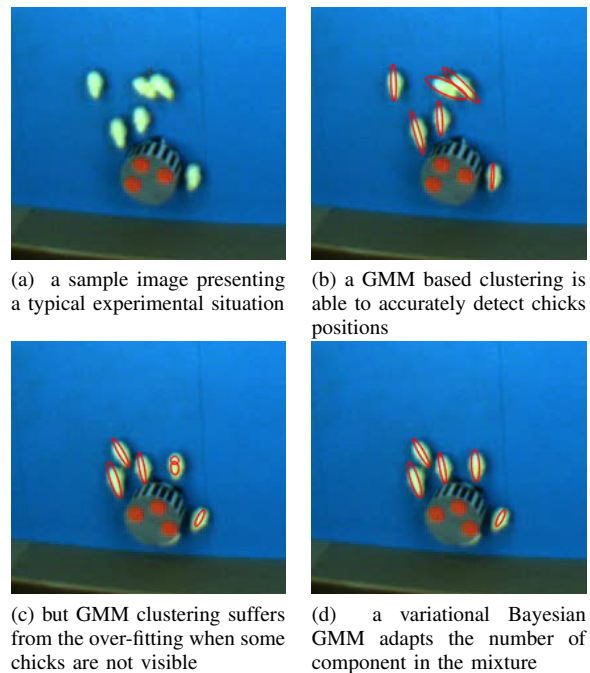 (a) a sample image presenting
a typical experimental situation
(b) a GMM based clustering is
able to accurately detect chicks
positions
(c) but GMM clustering suffers
from the over-fitting when some
chicks are not visible
(d) a variational Bayesian
GMM adapts the number of
component in the mixture